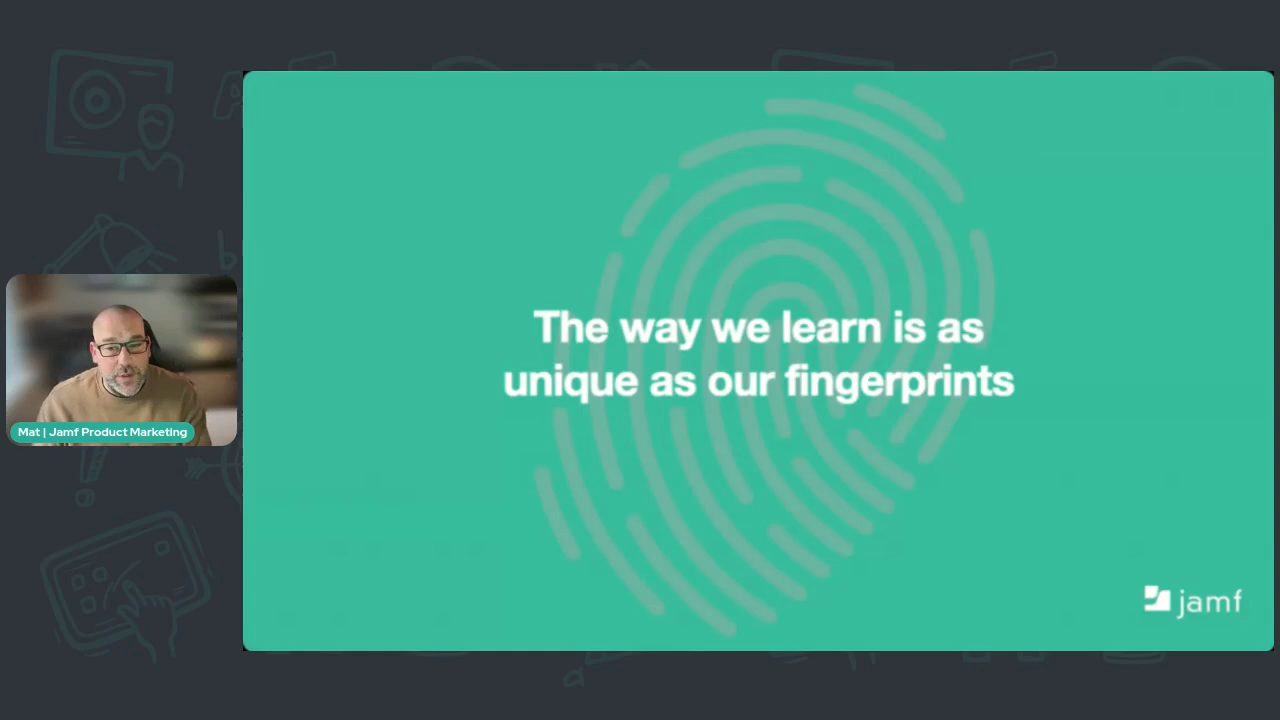 The way we learn is as
unique as our fingerprints
Mat | Jamf Product Marketing
jamf